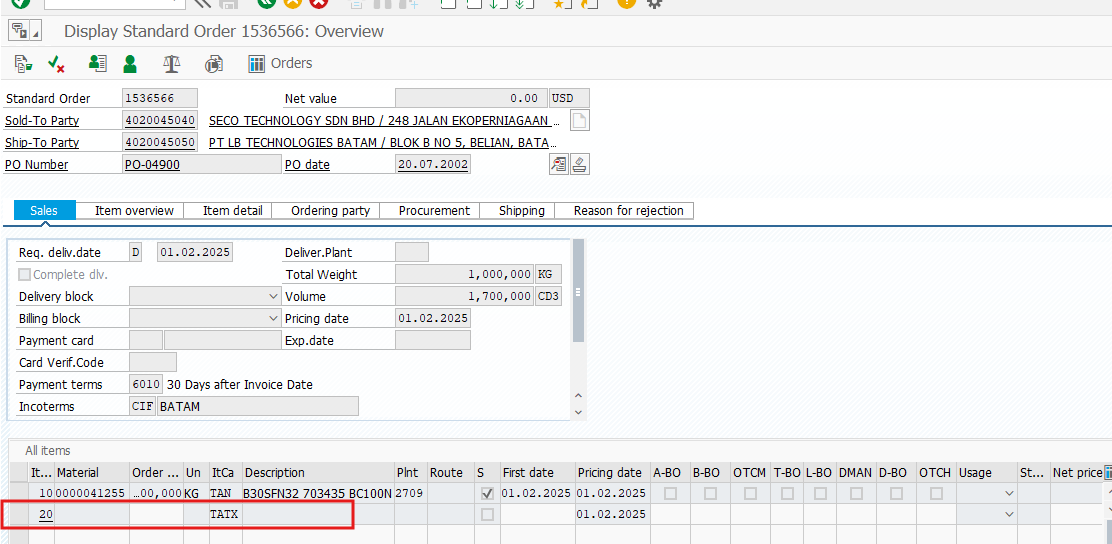 Display Standard Order 1536566: Overview
Orders
Standard Order 1536566 Net value 0.00 USD
Sold-To Party 4020045040 SECO TECHNOLOGY SDN BHD / 248 JALAN EKOPERNIAGAAN ...
Ship-To Party 4020045050 PT LB TECHNOLOGIES BATAM / BLOK B NO 5, BELIAN, BATA...
PO Number PO-04900 PO date 20.07.2002
Sales Item overview Item detail Ordering party Procurement Shipping Reason for rejection
Req. deliv.date D 01.02.2025 Deliver.Plant
Complete dlv. Total Weight 1,000,000 KG
Delivery block Volume 1,700,000 CD3
Billing block Pricing date 01.02.2025
Payment card Exp.date
Card Verif.Code
Payment terms 6010 30 Days after Invoice Date
Incoterms CIF BATAM
All items
It... Material Order ... Un ItCa Description Plnt Route S First date Pricing date A-BO B-BO OTCM T-BO L-BO DMAN D-BO OTCH Usage St... Net price
10 0000041255 ...00,000 KG TAN B30SFN32 703435 BC100N 2709 01.02.2025 01.02.2025
20 TATX 01.02.2025